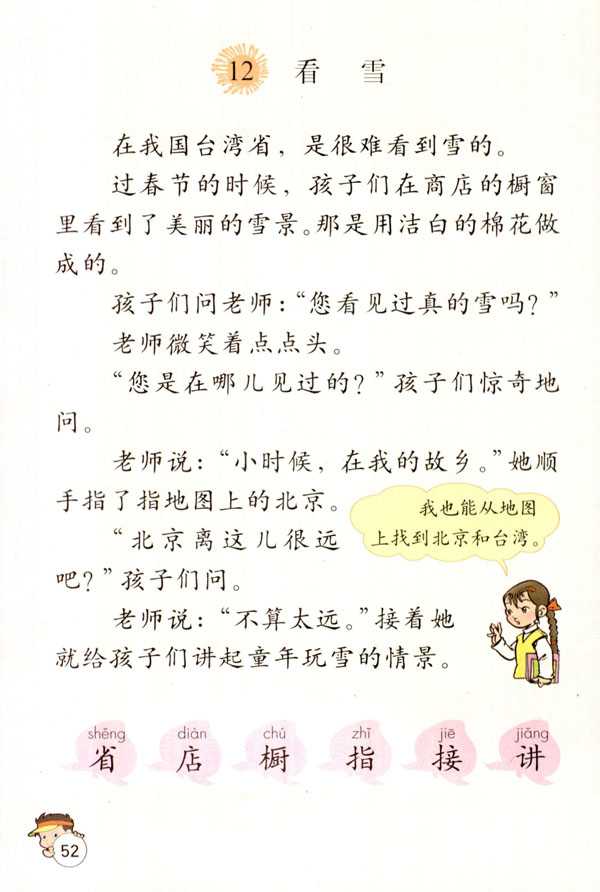 12 看 雪
在我国台湾省，是很难看到雪的。
过春节的时候，孩子们在商店的橱窗
里看到了美丽的雪景。那是用洁白的棉花做
成的。
孩子们问老师：“您看见过真的雪吗？”
老师微笑着点点头。
“您是在哪儿见过的？”孩子们惊奇地
问。
老师说：“小时候，在我的故乡。”她顺
手指了指地图上的北京。
我也能从地图
上找到北京和台湾。
“北京离这儿很远
吧？”孩子们问。
老师说：“不算太远。”接着她
就给孩子们讲起童年玩雪的情景。
shěng diàn chú zhǐ jiē jiǎng
省 店 橱 指 接 讲
52